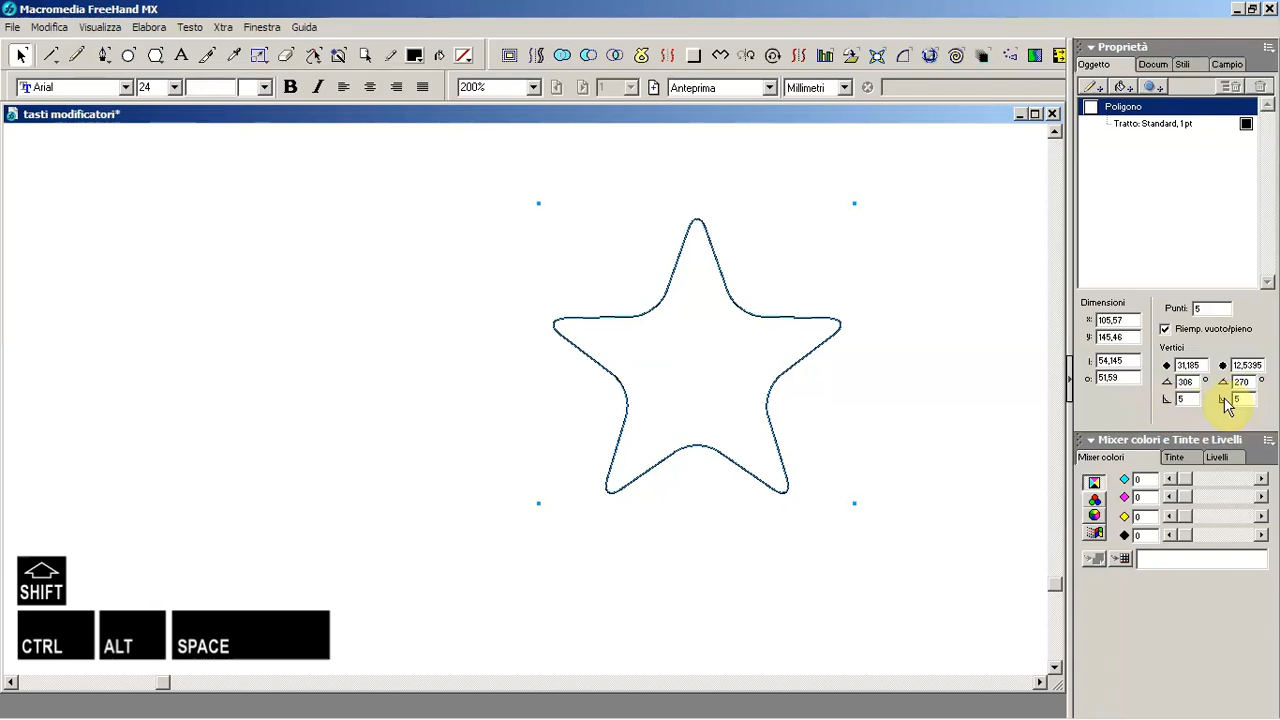 Macromedia FreeHand MX
File Modifica Visualizza Elabora Testo Xtra Finestra Guida
Arial 24 B I 200% 1 Anteprima Millimetri
tasti modificatori*
Proprietà
Oggetto Docum Stili Campio
Poligono
Tratto: Standard, 1pt
Dimensioni
x: 105,57
y: 145,46
l: 54,145
o: 51,59
Punti: 5
Riemp. vuoto/pieno
Vertici
31,185 12,5395
306 ° 270 °
5 5
Mixer colori e Tinte e Livelli
Mixer colori Tinte Livelli
0
0
0
0
SHIFT
CTRL ALT SPACE